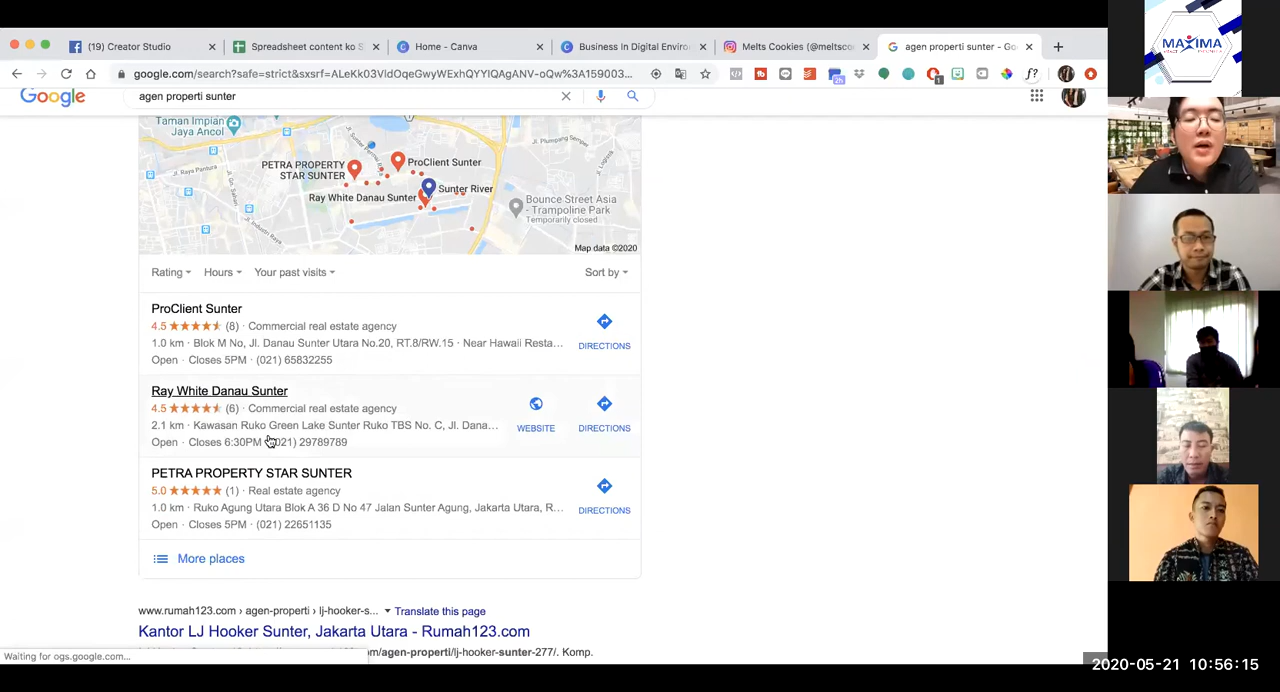 (19) Creator Studio
Spreadsheet content ko S
Home - Canva
Business In Digital Enviro
Melts Cookies (@meltsco
agen properti sunter - Go
google.com/search?safe=strict&sxsrf=ALeKk03VldOqeGwyWExhQYYlQAgANV-oQw%3A159003...
Google
agen properti sunter
Taman Impian
Jaya Ancol
Jl. Plumpang Semper
PETRA PROPERTY
STAR SUNTER
ProClient Sunter
Sunter River
Ray White Danau Sunter
Bounce Street Asia
- Trampoline Park
Temporarily closed
Map data ©2020
Rating
Hours
Your past visits
Sort by
ProClient Sunter
4.5 (8) · Commercial real estate agency
1.0 km · Blok M No, Jl. Danau Sunter Utara No.20, RT.8/RW.15 · Near Hawaii Resta...
Open · Closes 5PM · (021) 65832255
DIRECTIONS
Ray White Danau Sunter
4.5 (6) · Commercial real estate agency
2.1 km · Kawasan Ruko Green Lake Sunter Ruko TBS No. C, Jl. Dana...
Open · Closes 6:30PM (021) 29789789
WEBSITE
DIRECTIONS
PETRA PROPERTY STAR SUNTER
5.0 (1) · Real estate agency
1.0 km · Ruko Agung Utara Blok A 36 D No 47 Jalan Sunter Agung, Jakarta Utara, R...
Open · Closes 5PM · (021) 22651135
DIRECTIONS
More places
www.rumah123.com › agen-properti › lj-hooker-s... Translate this page
Kantor LJ Hooker Sunter, Jakarta Utara - Rumah123.com
/agen-properti/lj-hooker-sunter-277/. Komp.
Waiting for ogs.google.com...
MAXIMA
2020-05-21 10:56:15